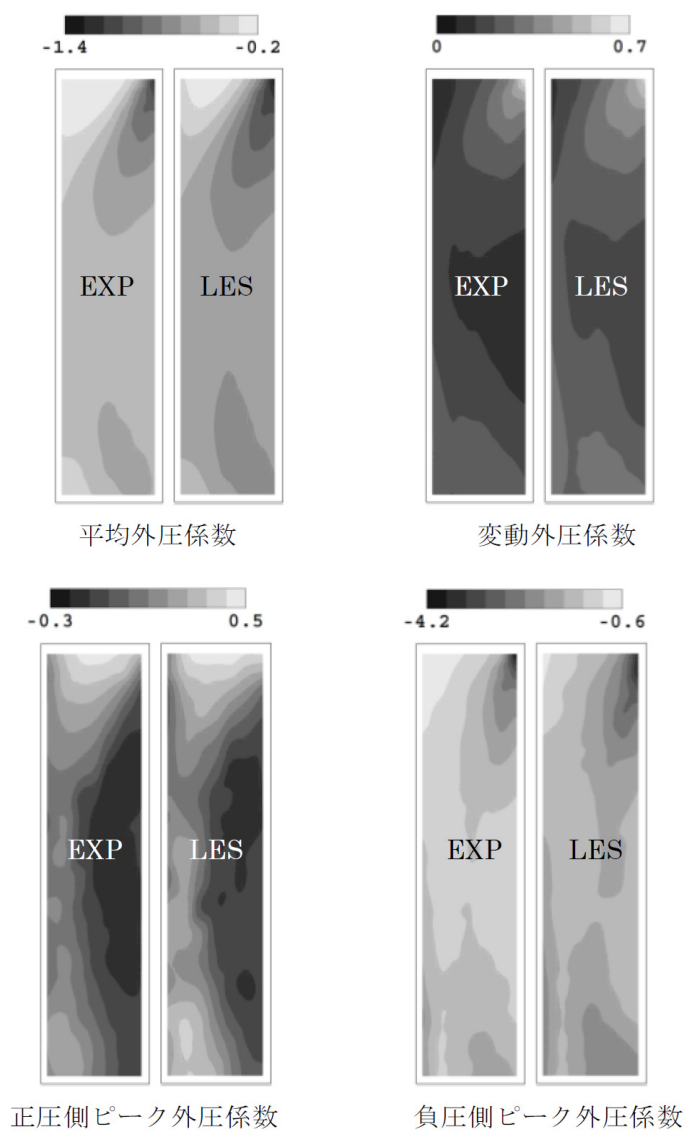 -1.4 -0.2
0 0.7
EXP
LES
EXP
LES
平均外圧係数
変動外圧係数
-0.3 0.5
-4.2 -0.6
EXP
LES
EXP
LES
正圧側ピーク外圧係数
負圧側ピーク外圧係数